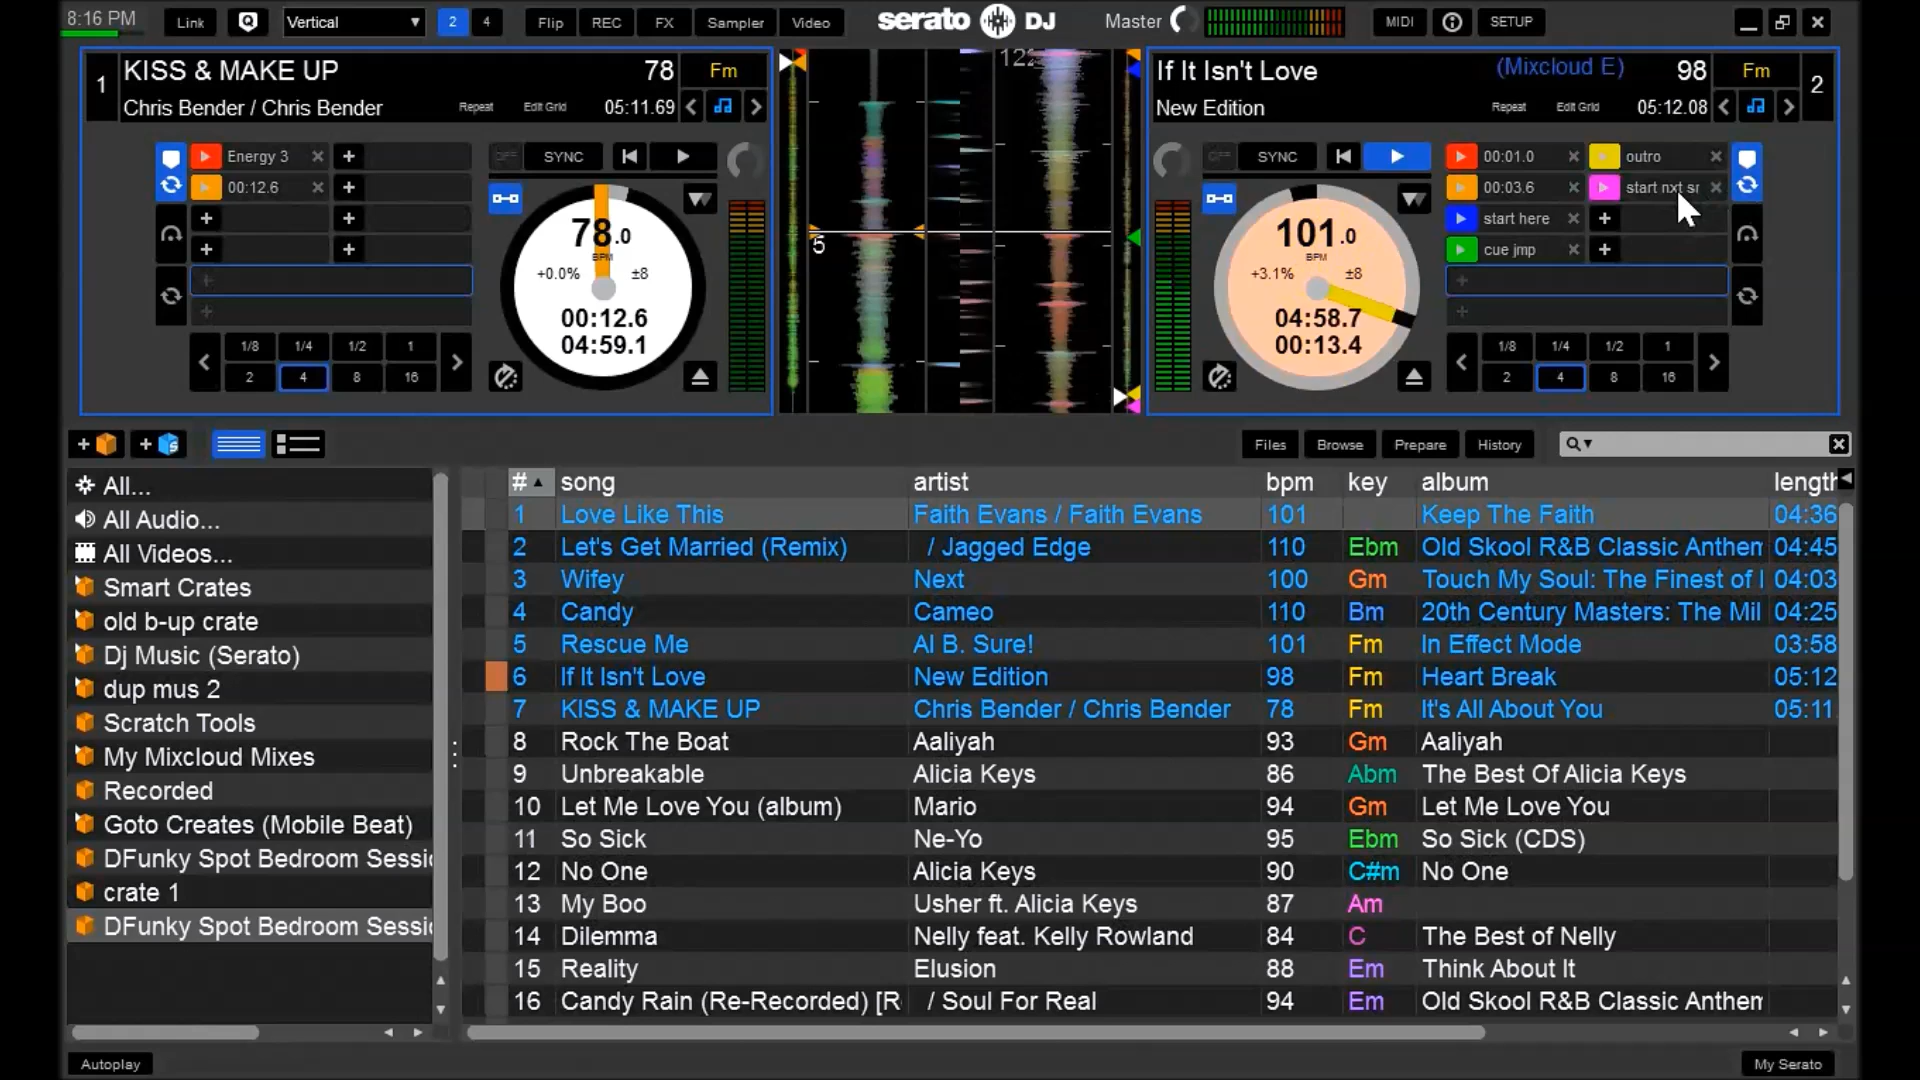 8:16 PM
Link
Vertical
2 4
Flip REC FX Sampler Video
serato DJ
Master
MIDI
SETUP
1
KISS & MAKE UP 78 Fm
Chris Bender / Chris Bender Repeat Edit Grid 05:11.69
Energy 3
00:12.6
OFF SYNC
78.0
BPM
+0.0% ±8
00:12.6
04:59.1
1/8 1/4 1/2 1
2 4 8 16
5
122
If It Isn't Love (Mixcloud E) 98 Fm
2
New Edition Repeat Edit Grid 05:12.08
OFF SYNC
101.0
BPM
+3.1% ±8
04:58.7
00:13.4
00:01.0 outro
00:03.6 start nxt sr
start here
cue jmp
1/8 1/4 1/2 1
2 4 8 16
Files Browse Prepare History
All...
All Audio...
All Videos...
Smart Crates
old b-up crate
Dj Music (Serato)
dup mus 2
Scratch Tools
My Mixcloud Mixes
Recorded
Goto Creates (Mobile Beat)
DFunky Spot Bedroom Sessi
crate 1
DFunky Spot Bedroom Sessi
# song artist bpm key album length
1 Love Like This Faith Evans / Faith Evans 101 Keep The Faith 04:36
2 Let's Get Married (Remix) / Jagged Edge 110 Ebm Old Skool R&B Classic Anthem 04:45
3 Wifey Next 100 Gm Touch My Soul: The Finest of 04:03
4 Candy Cameo 110 Bm 20th Century Masters: The Mil 04:25
5 Rescue Me Al B. Sure! 101 Fm In Effect Mode 03:58
6 If It Isn't Love New Edition 98 Fm Heart Break 05:12
7 KISS & MAKE UP Chris Bender / Chris Bender 78 Fm It's All About You 05:11
8 Rock The Boat Aaliyah 93 Gm Aaliyah
9 Unbreakable Alicia Keys 86 Abm The Best Of Alicia Keys
10 Let Me Love You (album) Mario 94 Gm Let Me Love You
11 So Sick Ne-Yo 95 Ebm So Sick (CDS)
12 No One Alicia Keys 90 C#m No One
13 My Boo Usher ft. Alicia Keys 87 Am
14 Dilemma Nelly feat. Kelly Rowland 84 C The Best of Nelly
15 Reality Elusion 88 Em Think About It
16 Candy Rain (Re-Recorded) [R / Soul For Real 94 Em Old Skool R&B Classic Anthem
Autoplay
My Serato